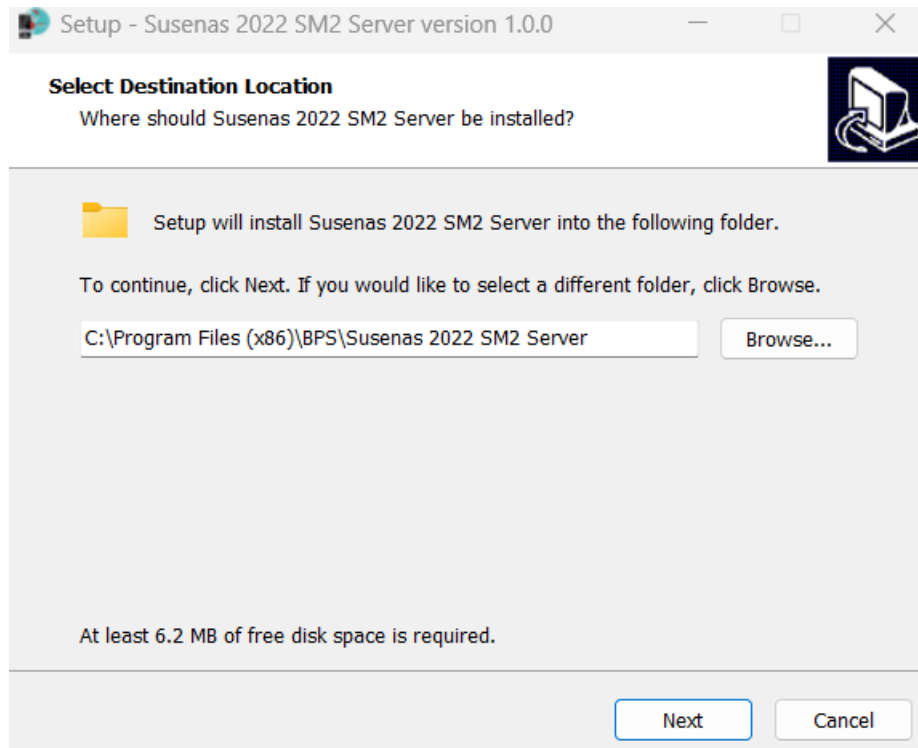 Setup - Susenas 2022 SM2 Server version 1.0.0
Select Destination Location
Where should Susenas 2022 SM2 Server be installed?
Setup will install Susenas 2022 SM2 Server into the following folder.
To continue, click Next. If you would like to select a different folder, click Browse.
C:\Program Files (x86)\BPS\Susenas 2022 SM2 Server
Browse...
At least 6.2 MB of free disk space is required.
Next
Cancel